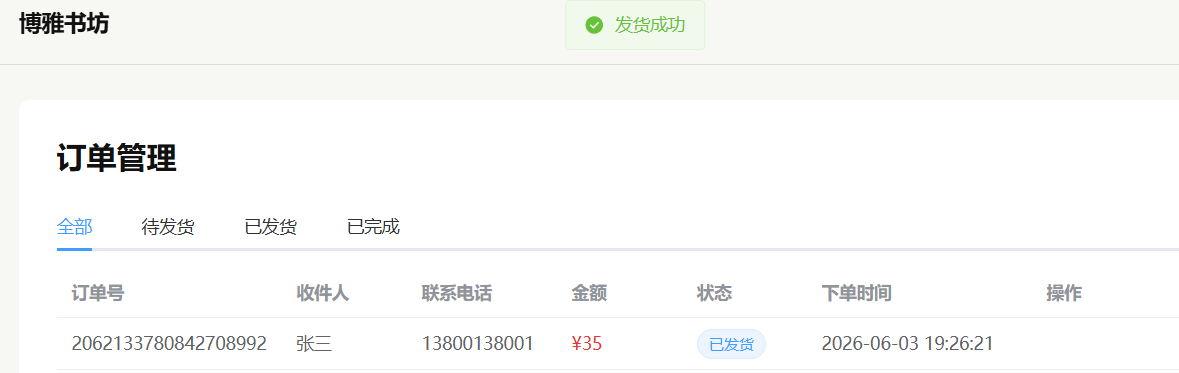 博雅书坊
发货成功
订单管理
全部 待发货 已发货 已完成
订单号 收件人 联系电话 金额 状态 下单时间 操作
2062133780842708992 张三 13800138001 ¥35 已发货 2026-06-03 19:26:21